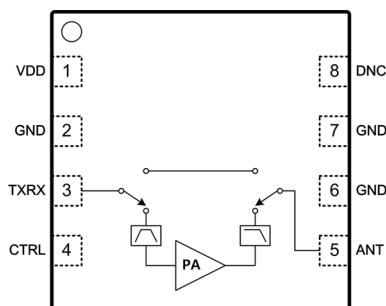 VDD 1 8 DNC
GND 2 7 GND
TXRX 3 6 GND
CTRL 4 PA 5 ANT